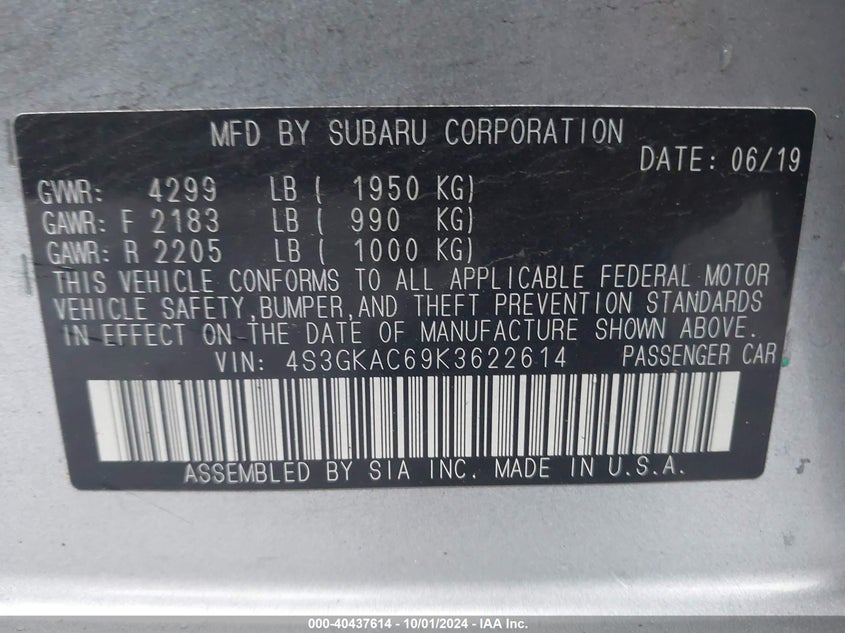 MFD BY SUBARU CORPORATION
DATE: 06/19
GVWR: 4299 LB ( 1950 KG)
GAWR: F 2183 LB ( 990 KG)
GAWR: R 2205 LB ( 1000 KG)
THIS VEHICLE CONFORMS TO ALL APPLICABLE FEDERAL MOTOR
VEHICLE SAFETY,BUMPER,AND THEFT PREVENTION STANDARDS
IN EFFECT ON THE DATE OF MANUFACTURE SHOWN ABOVE.
VIN: 4S3GKAC69K3622614 PASSENGER CAR
ASSEMBLED BY SIA INC. MADE IN U.S.A.
000-40437614 - 10/01/2024 - IAA Inc.